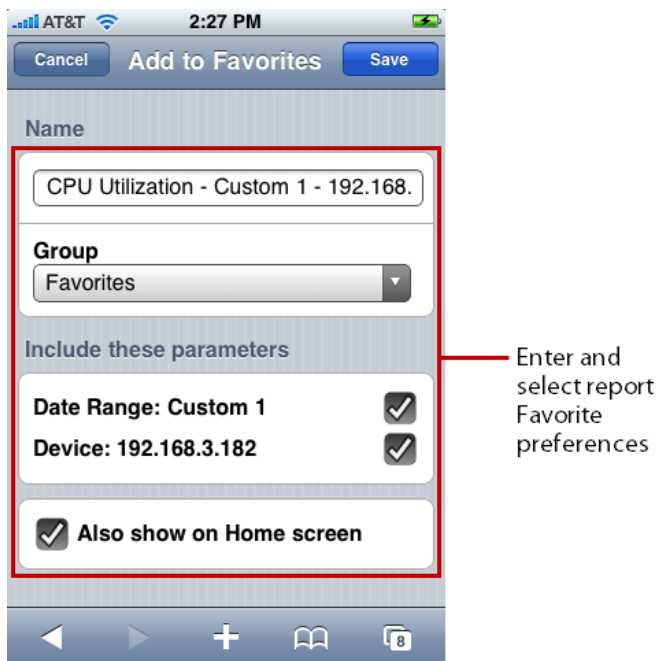 AT&T 2:27 PM
Cancel Add to Favorites Save
Name
CPU Utilization - Custom 1 - 192.168.
Group
Favorites
Include these parameters
Date Range: Custom 1
Device: 192.168.3.182
Also show on Home screen
8
Enter and
select report
Favorite
preferences